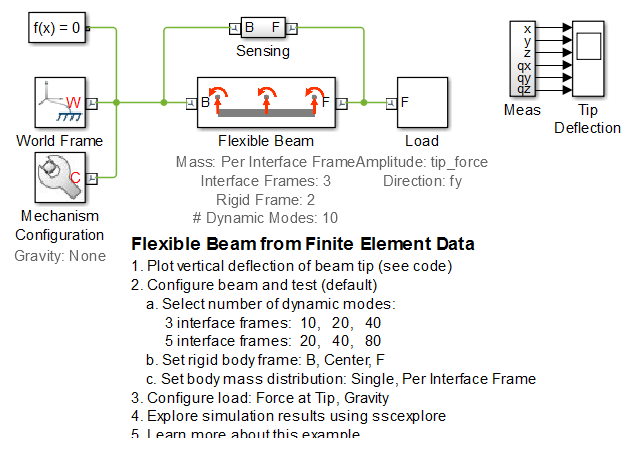 f(x) = 0
B F
Sensing
x
y
z
qx
qy
qz
Meas
Tip
Deflection
W
World Frame
B F
Flexible Beam
F
Load
C
Mechanism
Configuration
Gravity: None
Mass: Per Interface Frame
Interface Frames: 3
Rigid Frame: 2
# Dynamic Modes: 10
Amplitude: tip_force
Direction: fy
Flexible Beam from Finite Element Data
1. Plot vertical deflection of beam tip (see code)
2. Configure beam and test (default)
a. Select number of dynamic modes:
3 interface frames: 10, 20, 40
5 interface frames: 20, 40, 80
b. Set rigid body frame: B, Center, F
c. Set body mass distribution: Single, Per Interface Frame
3. Configure load: Force at Tip, Gravity
4. Explore simulation results using sscexplore
5. Learn more about this example